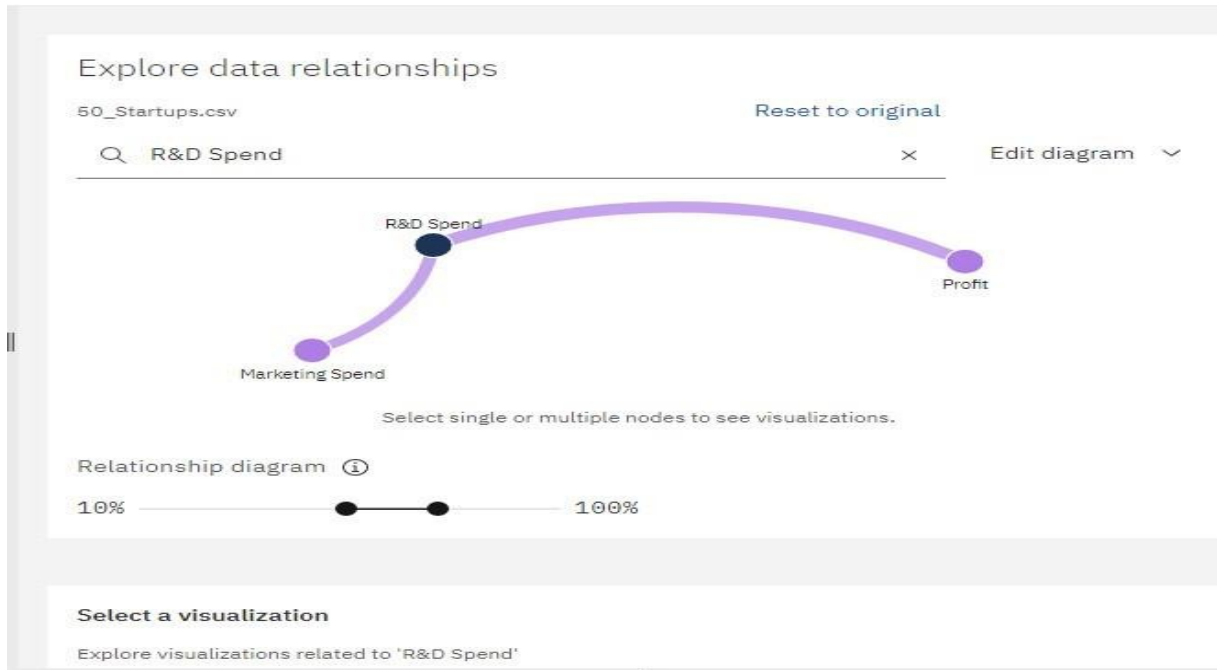 Explore data relationships
50_Startups.csv
Reset to original
R&D Spend
Edit diagram
R&D Spend
Profit
Marketing Spend
Select single or multiple nodes to see visualizations.
Relationship diagram
10%
100%
Select a visualization
Explore visualizations related to 'R&D Spend'